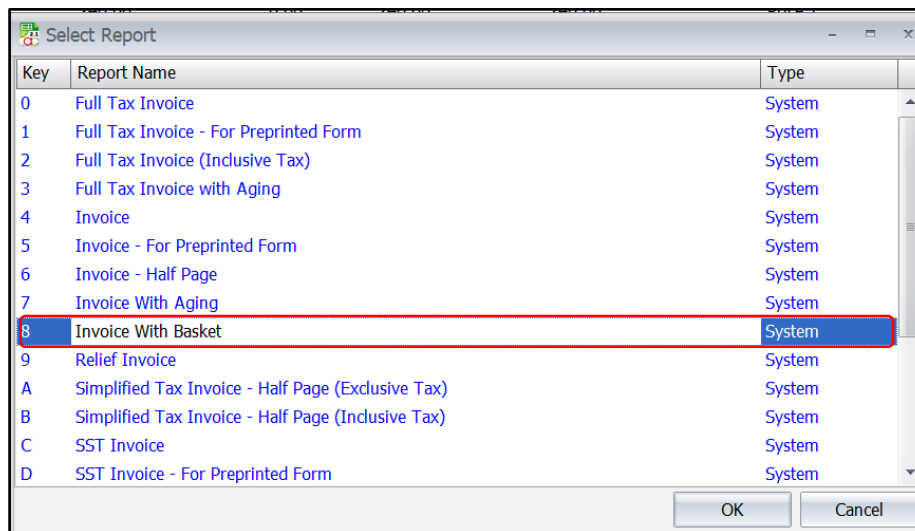 Select Report
Key Report Name Type
0 Full Tax Invoice System
1 Full Tax Invoice - For Preprinted Form System
2 Full Tax Invoice (Inclusive Tax) System
3 Full Tax Invoice with Aging System
4 Invoice System
5 Invoice - For Preprinted Form System
6 Invoice - Half Page System
7 Invoice With Aging System
8 Invoice With Basket System
9 Relief Invoice System
A Simplified Tax Invoice - Half Page (Exclusive Tax) System
B Simplified Tax Invoice - Half Page (Inclusive Tax) System
C SST Invoice System
D SST Invoice - For Preprinted Form System
OK Cancel